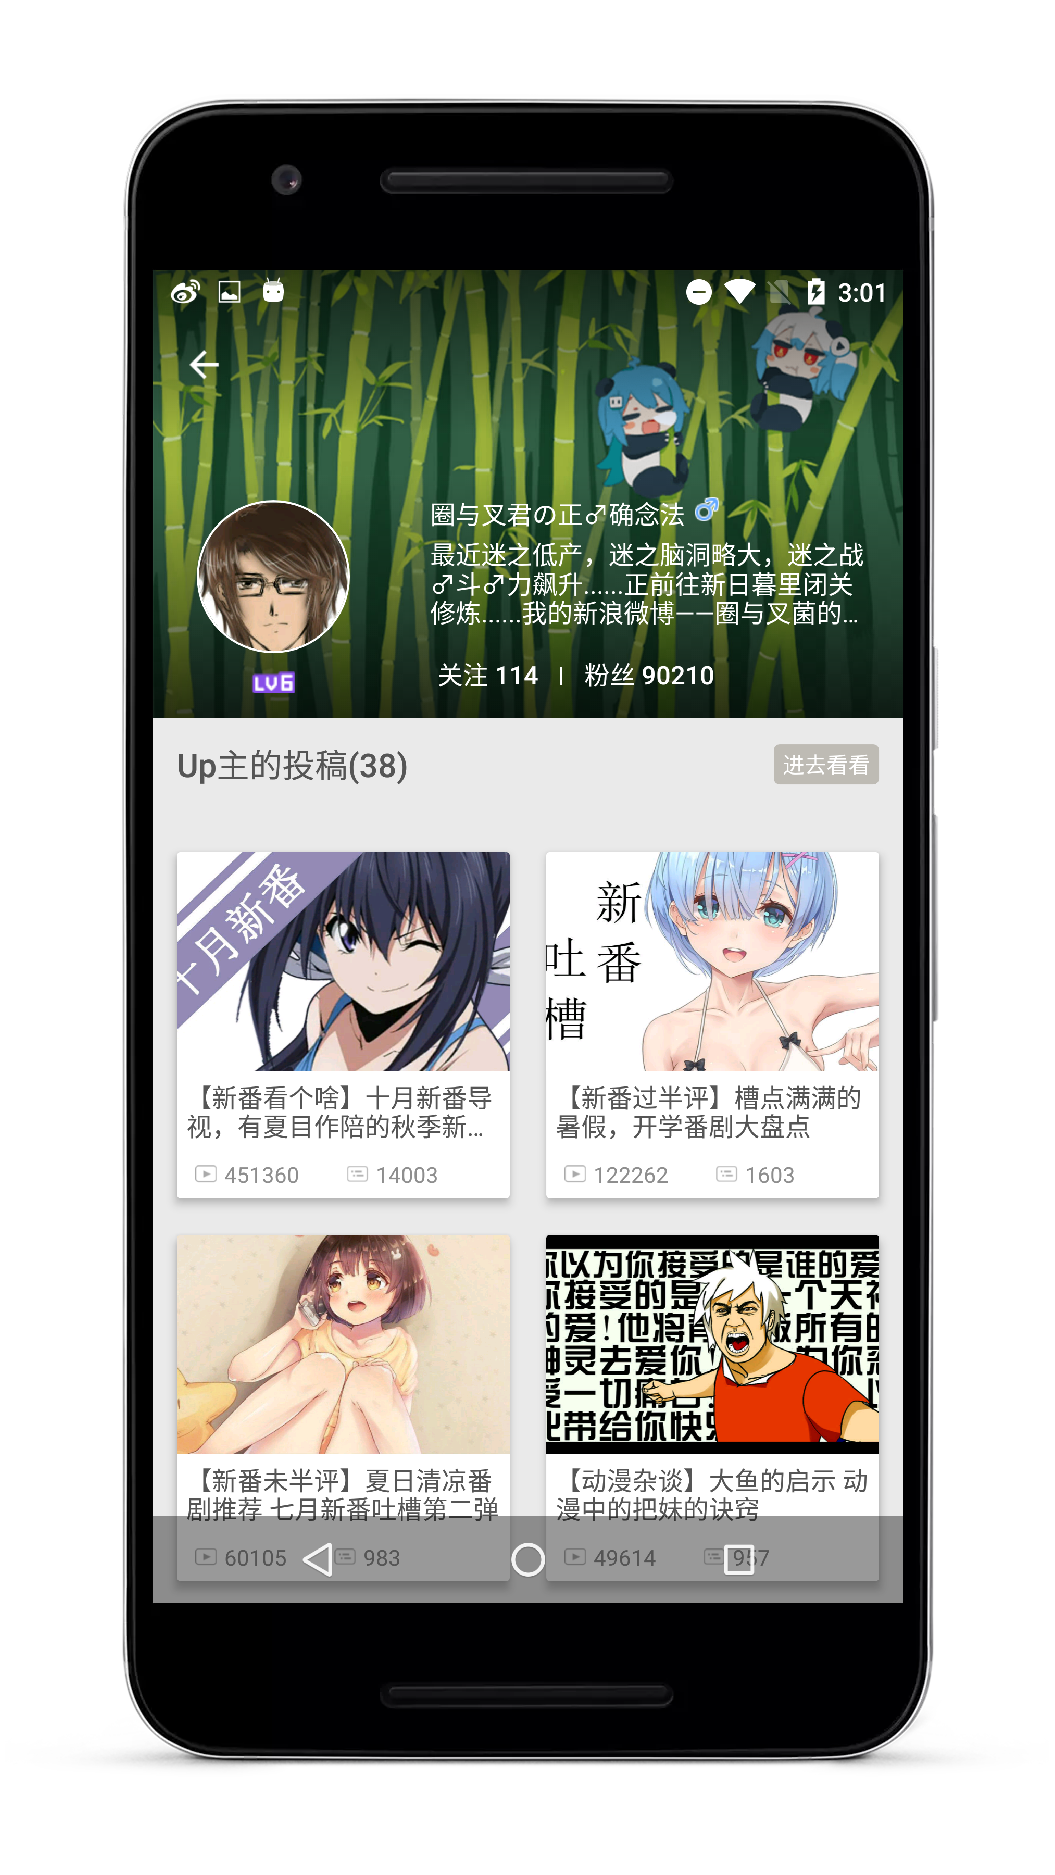 3:01
圈与叉君の正♂确念法 ♂
最近迷之低产，迷之脑洞略大，迷之战
♂斗♂力飙升......正前往新日暮里闭关
修炼......我的新浪微博——圈与叉菌的...
LV6
关注 114 | 粉丝 90210
Up主的投稿(38)
进去看看
十月新番
新番
吐槽
【新番看个啥】十月新番导
视，有夏目作陪的秋季新...
451360 14003
【新番过半评】槽点满满的
暑假，开学番剧大盘点
122262 1603
你以为你接受的是谁的爱
你接受的是 一个天神
的爱!他将 所有的
神灵去爱你! 为你忍
受一切痛苦
化带给你快乐
【新番未半评】夏日清凉番
剧推荐 七月新番吐槽第二弹
60105 983
【动漫杂谈】大鱼的启示 动
漫中的把妹的诀窍
49614 957